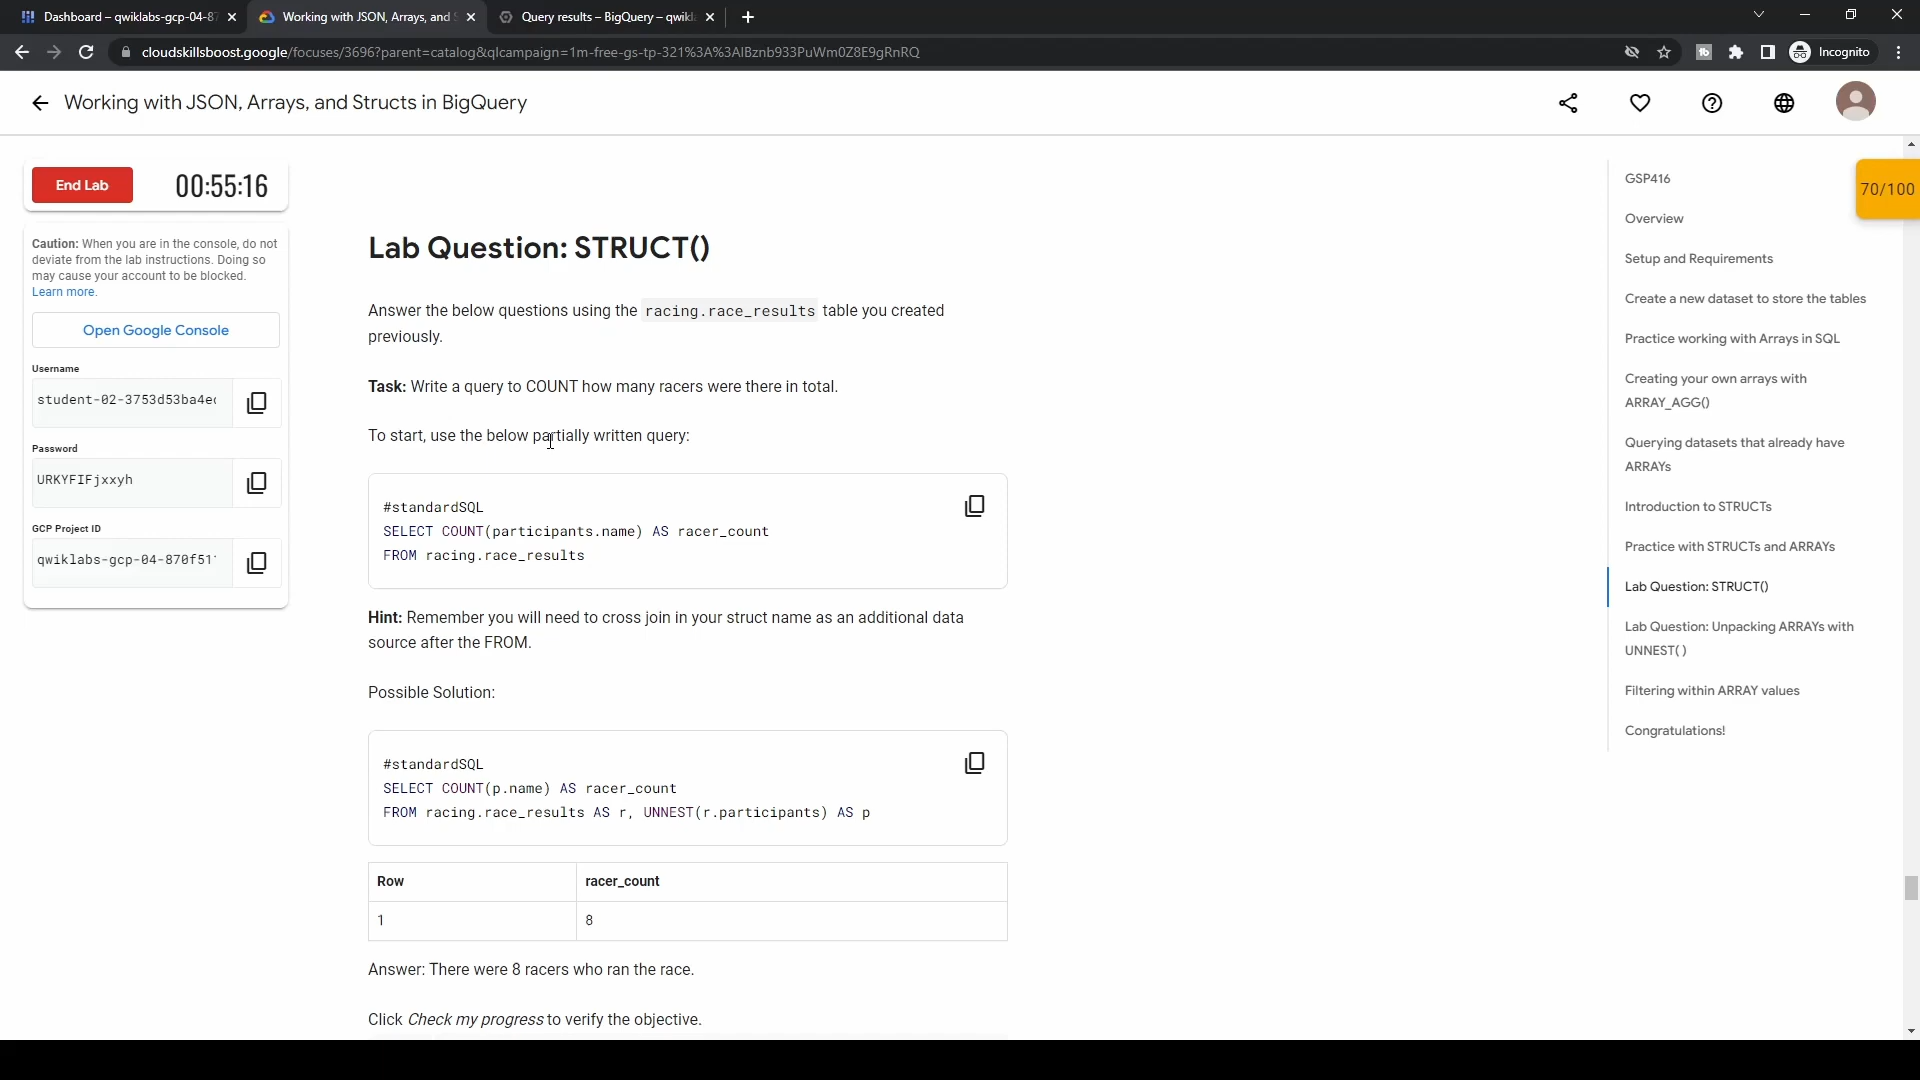 Dashboard – qwiklabs-gcp-04-87
Working with JSON, Arrays, and S
Query results – BigQuery – qwikl
cloudskillsboost.google/focuses/3696?parent=catalog&qlcampaign=1m-free-gs-tp-321%3A%3AlBznb933PuWm0Z8E9gRnRQ
Incognito
Working with JSON, Arrays, and Structs in BigQuery
End Lab
00:55:16
Caution: When you are in the console, do not
deviate from the lab instructions. Doing so
may cause your account to be blocked.
Learn more.
Open Google Console
Username
student-02-3753d53ba4ec
Password
URKYFIFjxxyh
GCP Project ID
qwiklabs-gcp-04-870f51
Lab Question: STRUCT()
Answer the below questions using the racing.race_results table you created
previously.
Task: Write a query to COUNT how many racers were there in total.
To start, use the below partially written query:
#standardSQL
SELECT COUNT(participants.name) AS racer_count
FROM racing.race_results
Hint: Remember you will need to cross join in your struct name as an additional data
source after the FROM.
Possible Solution:
#standardSQL
SELECT COUNT(p.name) AS racer_count
FROM racing.race_results AS r, UNNEST(r.participants) AS p
Row racer_count
1 8
Answer: There were 8 racers who ran the race.
Click Check my progress to verify the objective.
GSP416
Overview
Setup and Requirements
Create a new dataset to store the tables
Practice working with Arrays in SQL
Creating your own arrays with
ARRAY_AGG()
Querying datasets that already have
ARRAYs
Introduction to STRUCTs
Practice with STRUCTs and ARRAYs
Lab Question: STRUCT()
Lab Question: Unpacking ARRAYs with
UNNEST( )
Filtering within ARRAY values
Congratulations!
70/100